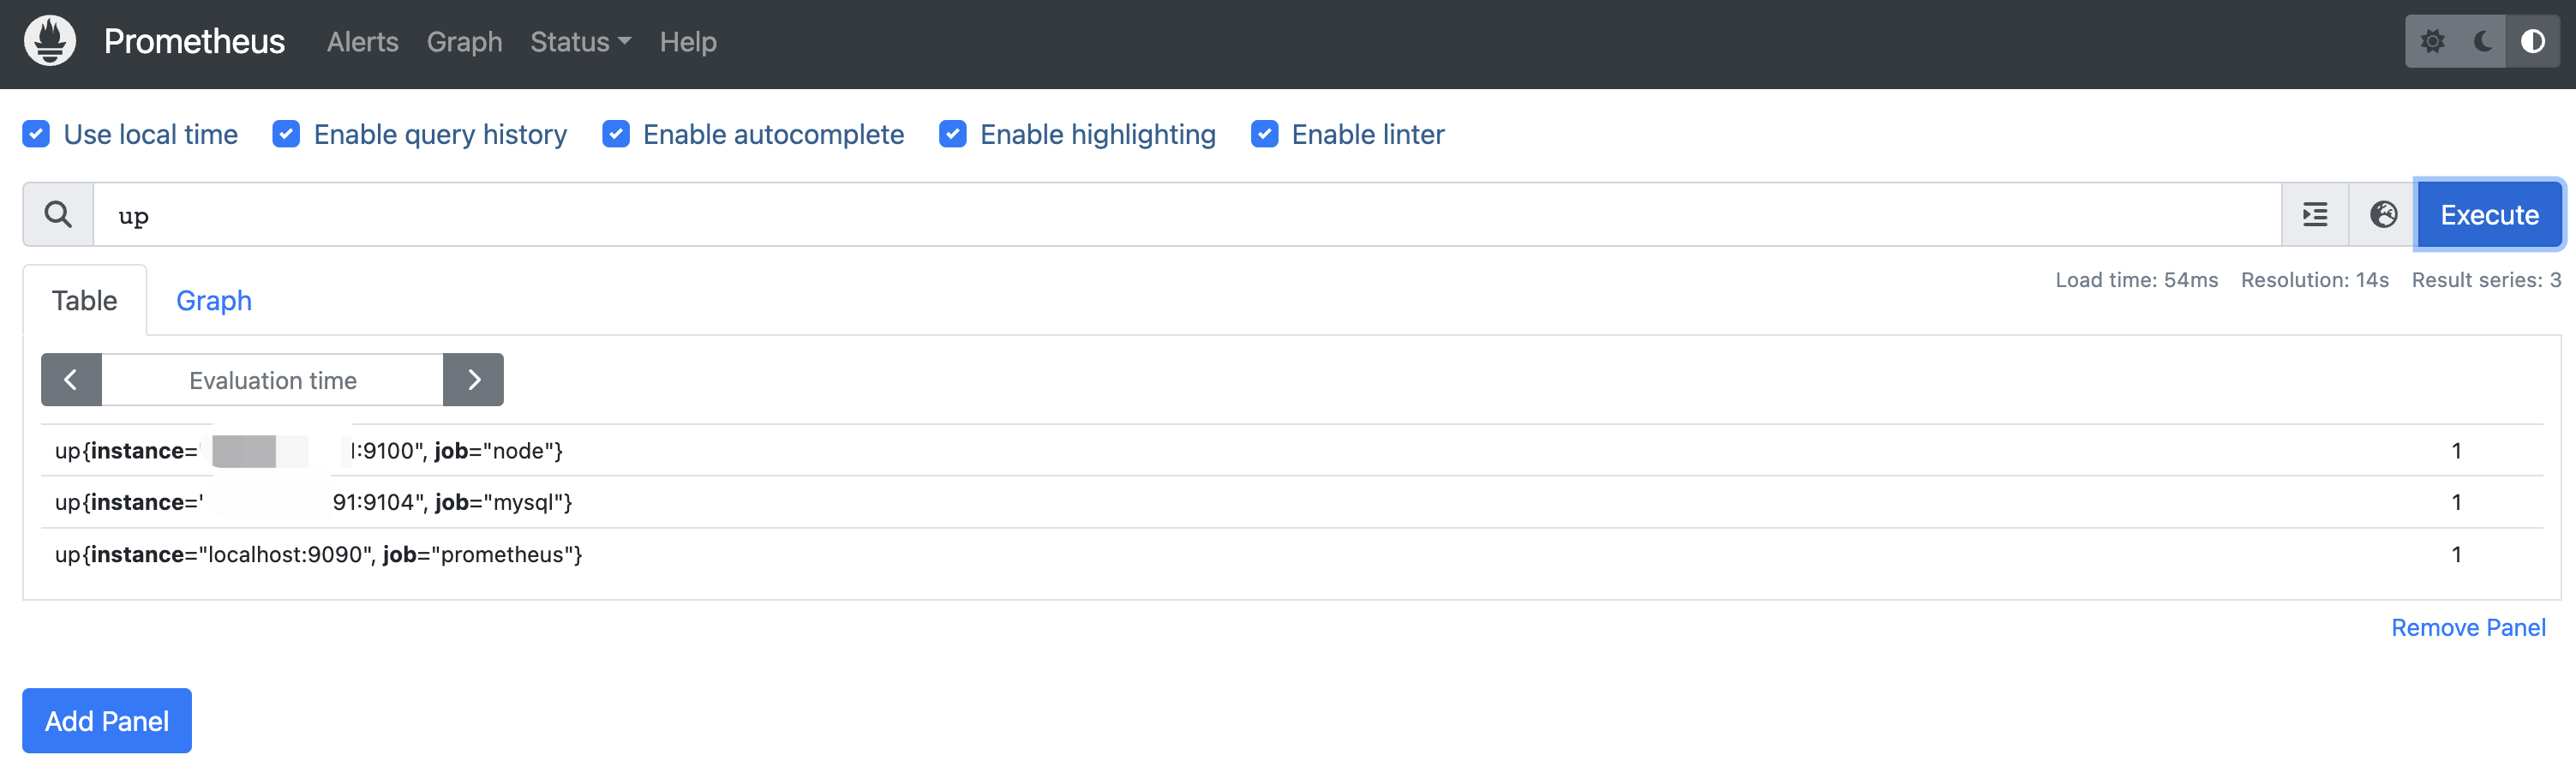 Prometheus Alerts Graph Status Help
Use local time Enable query history Enable autocomplete Enable highlighting Enable linter
up Execute
Table Graph Load time: 54ms Resolution: 14s Result series: 3
Evaluation time
up{instance=" :9100", job="node"} 1
up{instance=" 91:9104", job="mysql"} 1
up{instance="localhost:9090", job="prometheus"} 1
Remove Panel
Add Panel